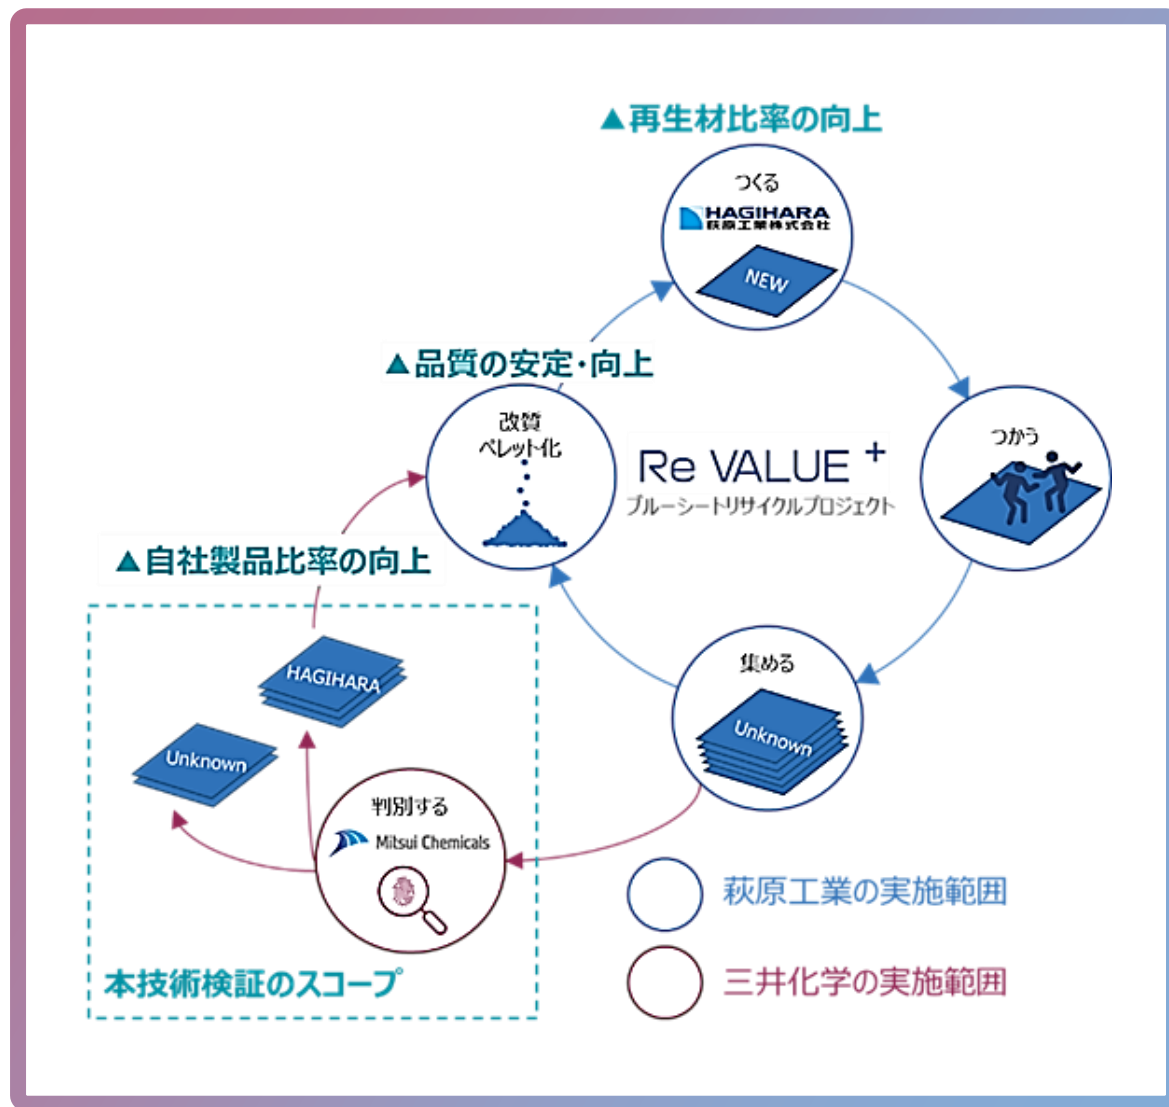 ▲再生材比率の向上
つくる
HAGIHARA
萩原工業株式会社
NEW
▲品質の安定・向上
改質
ペレット化
Re VALUE +
ブルーシートリサイクルプロジェクト
つかう
▲自社製品比率の向上
HAGIHARA
Unknown
集める
Unknown
判別する
Mitsui Chemicals
本技術検証のスコープ
萩原工業の実施範囲
三井化学の実施範囲